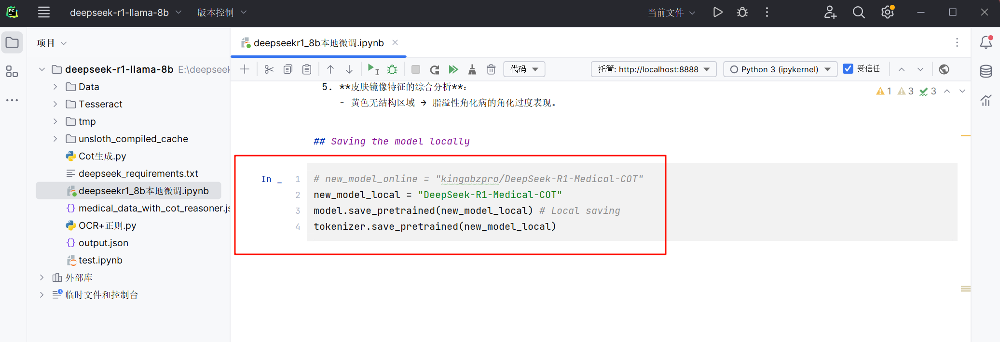 deepseek-r1-llama-8b 版本控制 当前文件
项目
deepseekr1_8b本地微调.ipynb
代码 托管: http://localhost:8888 Python 3 (ipykernel) 受信任
deepseek-r1-llama-8b E:\deepseek
Data
Tesseract
tmp
unsloth_compiled_cache
Cot生成.py
deepseek_requirements.txt
deepseekr1_8b本地微调.ipynb
medical_data_with_cot_reasoner.js
OCR+正则.py
output.json
test.ipynb
外部库
临时文件和控制台
5. **皮肤镜像特征的综合分析**：
- 黄色无结构区域 → 脂溢性角化病的角化过度表现。
1 3 3
## Saving the model locally
In _
1 # new_model_online = "kingabzpro/DeepSeek-R1-Medical-COT"
2 new_model_local = "DeepSeek-R1-Medical-COT"
3 model.save_pretrained(new_model_local) # Local saving
4 tokenizer.save_pretrained(new_model_local)